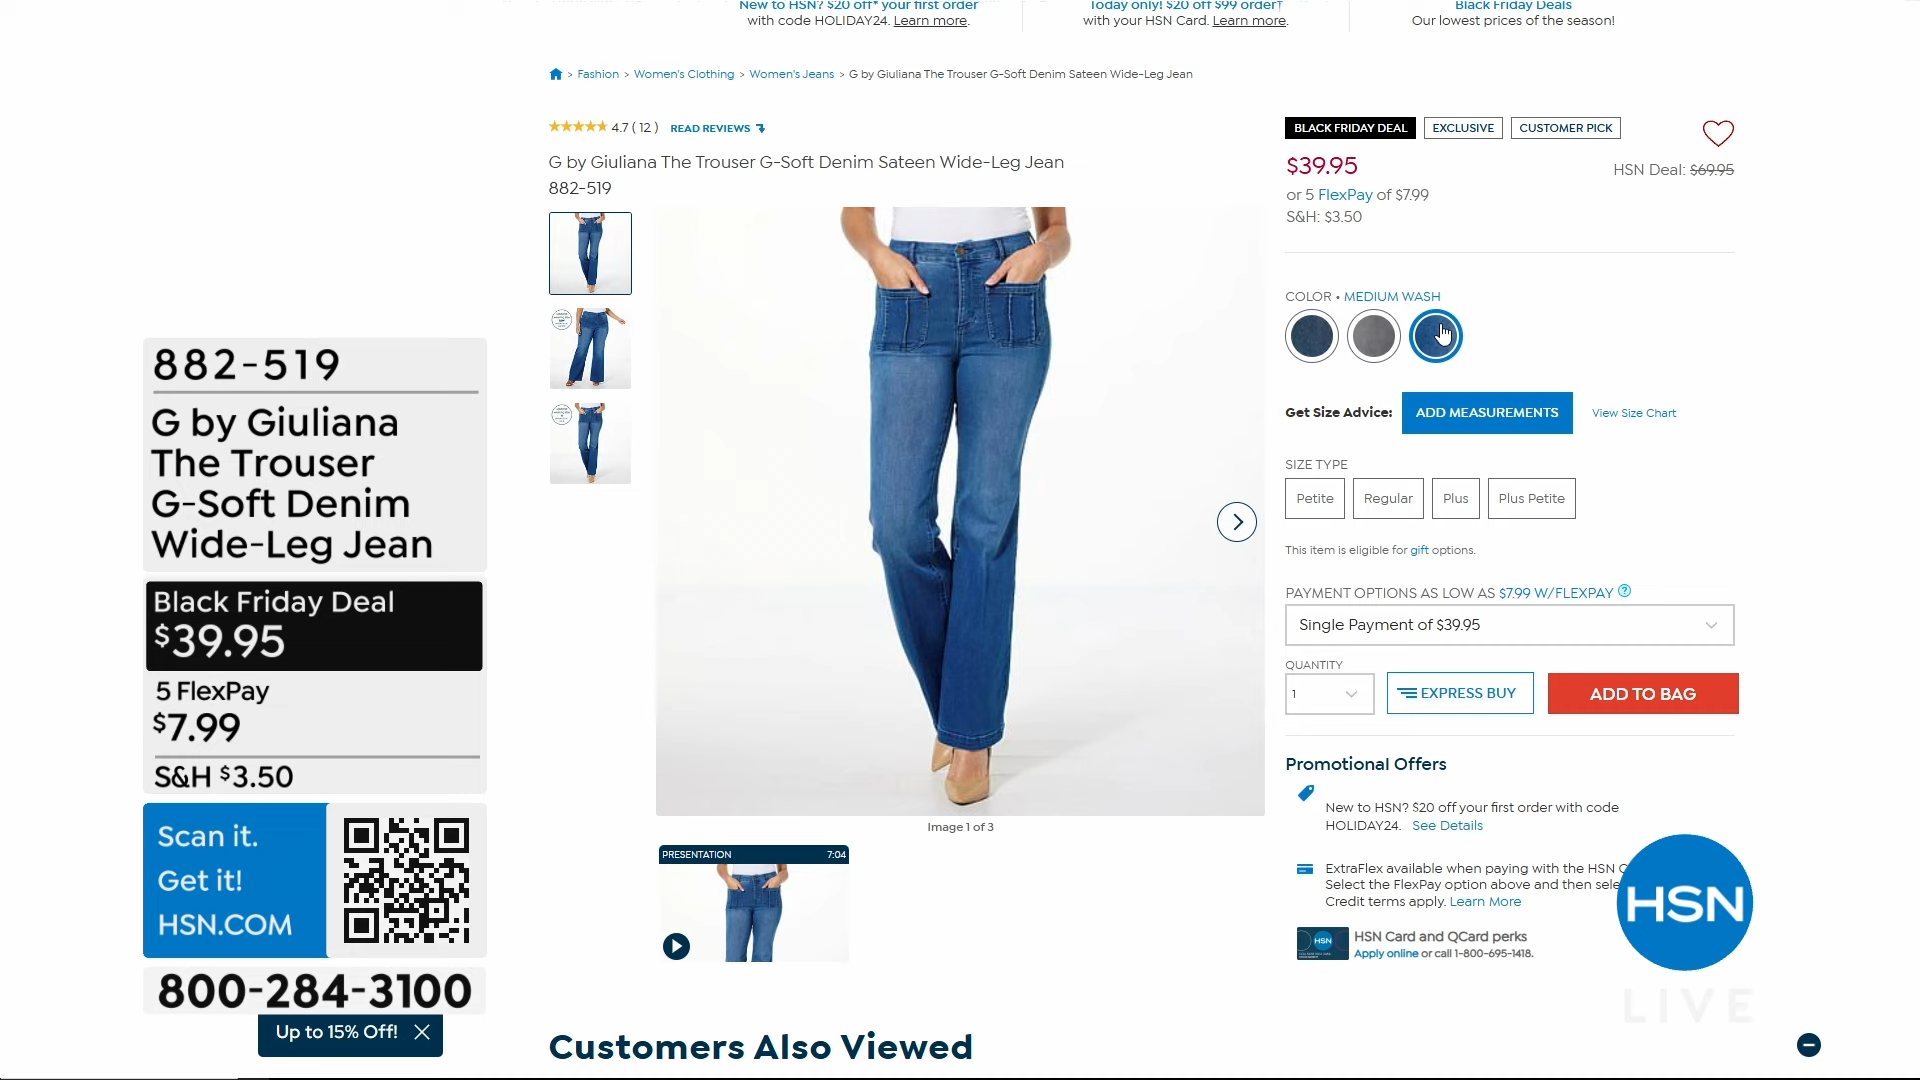 New to HSN? $20 off* your first order
with code HOLIDAY24. Learn more.
Today only! $20 off $99 order†
with your HSN Card. Learn more.
Black Friday Deals
Our lowest prices of the season!
> Fashion > Women's Clothing > Women's Jeans > G by Giuliana The Trouser G-Soft Denim Sateen Wide-Leg Jean
4.7 ( 12 ) READ REVIEWS
G by Giuliana The Trouser G-Soft Denim Sateen Wide-Leg Jean
882-519
BLACK FRIDAY DEAL
EXCLUSIVE
CUSTOMER PICK
$39.95
HSN Deal: $69.95
or 5 FlexPay of $7.99
S&H: $3.50
COLOR • MEDIUM WASH
Get Size Advice: ADD MEASUREMENTS View Size Chart
SIZE TYPE
Petite
Regular
Plus
Plus Petite
This item is eligible for gift options.
PAYMENT OPTIONS AS LOW AS $7.99 W/FLEXPAY ?
Single Payment of $39.95
QUANTITY
1
EXPRESS BUY
ADD TO BAG
Promotional Offers
New to HSN? $20 off your first order with code
HOLIDAY24. See Details
ExtraFlex available when paying with the HSN
Select the FlexPay option above and then
Credit terms apply. Learn More
HSN
HSN Card and QCard perks
Apply online or call 1-800-695-1418.
Image 1 of 3
PRESENTATION 7:04
882-519
G by Giuliana
The Trouser
G-Soft Denim
Wide-Leg Jean
Black Friday Deal
$39.95
5 FlexPay
$7.99
S&H $3.50
Scan it.
Get it!
HSN.COM
800-284-3100
Up to 15% Off!
Customers Also Viewed
HSN
LIVE